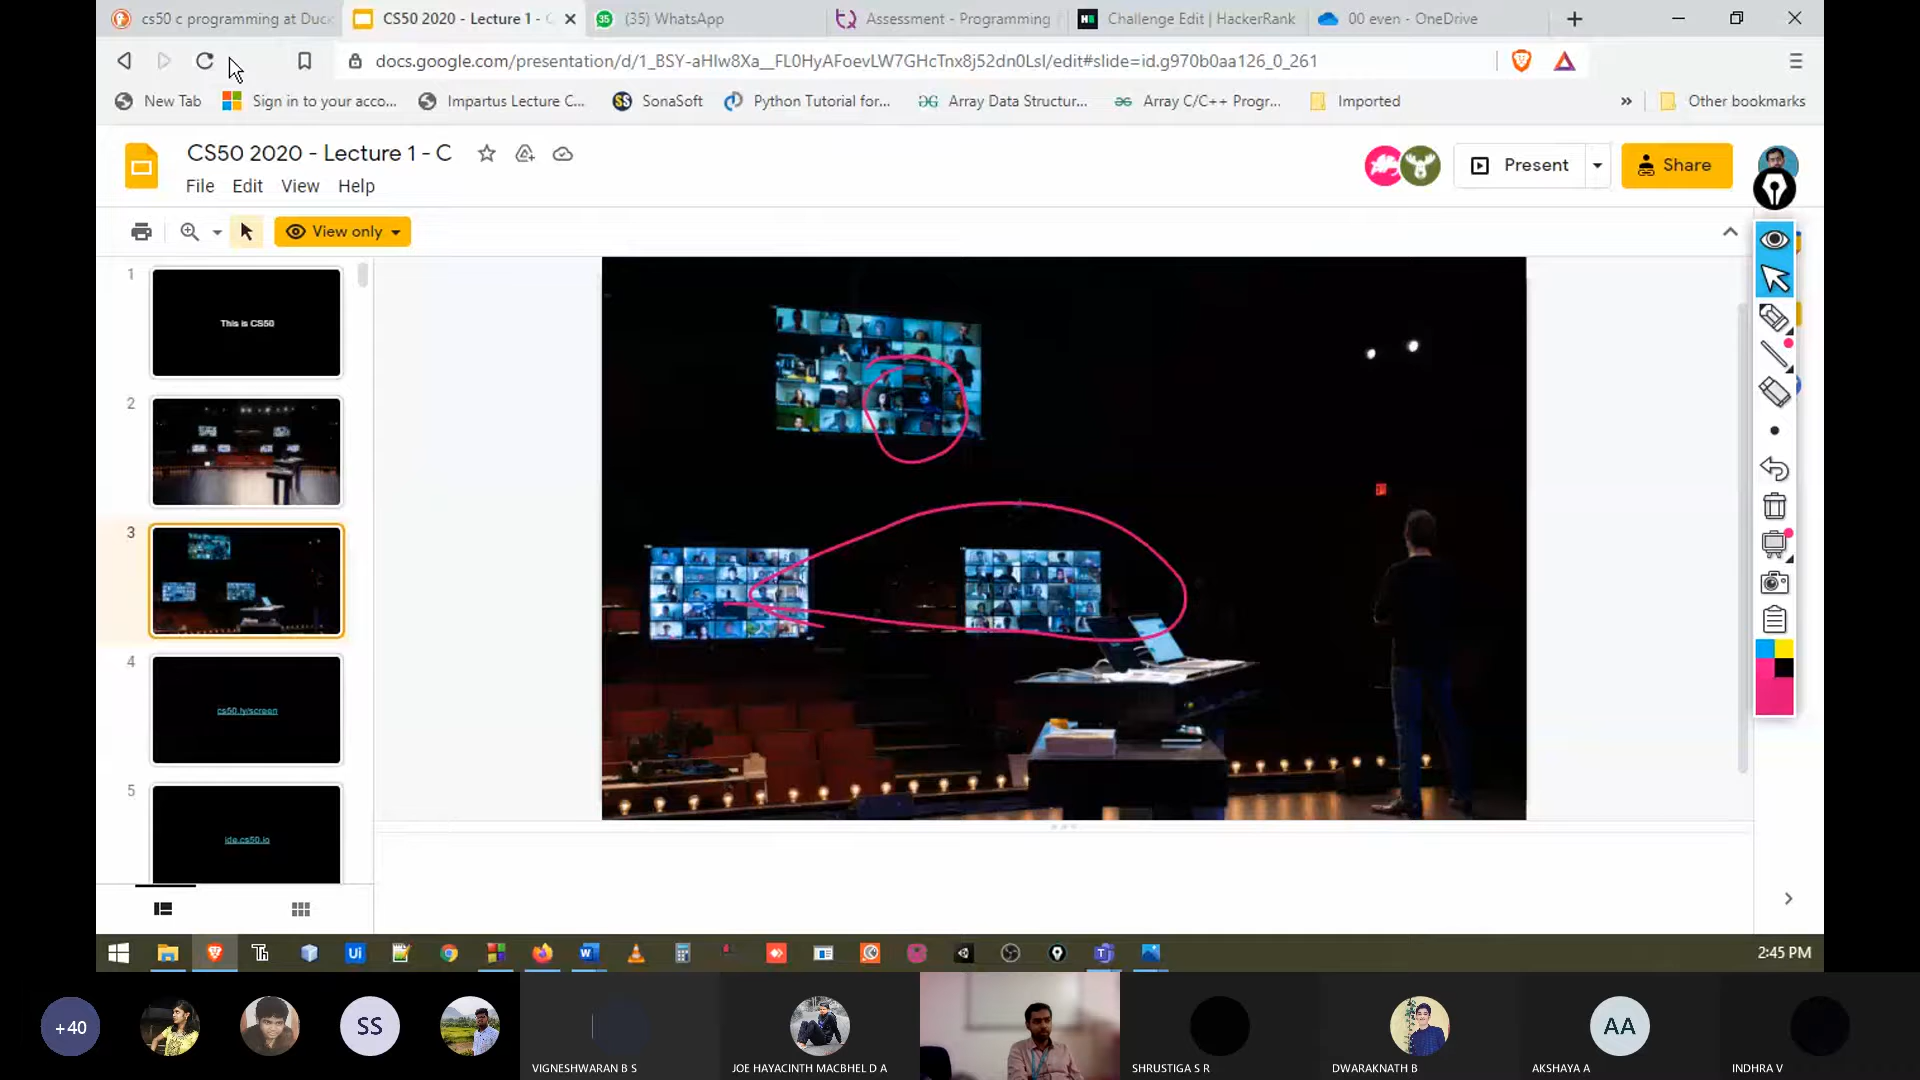 cs50 c programming at Duc
CS50 2020 - Lecture 1 -
(35) WhatsApp
Assessment - Programming
Challenge Edit | HackerRank
00 even - OneDrive
docs.google.com/presentation/d/1_BSY-aHIw8Xa__FL0HyAFoevLW7GHcTnx8j52dn0LsI/edit#slide=id.g970b0aa126_0_261
New Tab
Sign in to your acco...
Impartus Lecture C...
SonaSoft
Python Tutorial for...
Array Data Structur...
Array C/C++ Progr...
Imported
»
Other bookmarks
CS50 2020 - Lecture 1 - C
Present
Share
File Edit View Help
View only
1
This is CS50
2
3
4
cs50.ly/screen
5
ide.cs50.io
2:45 PM
+40
SS
AA
VIGNESHWARAN B S
JOE HAYACINTH MACBHEL D A
SHRUSTIGA S R
DWARAKNATH B
AKSHAYA A
INDHRA V